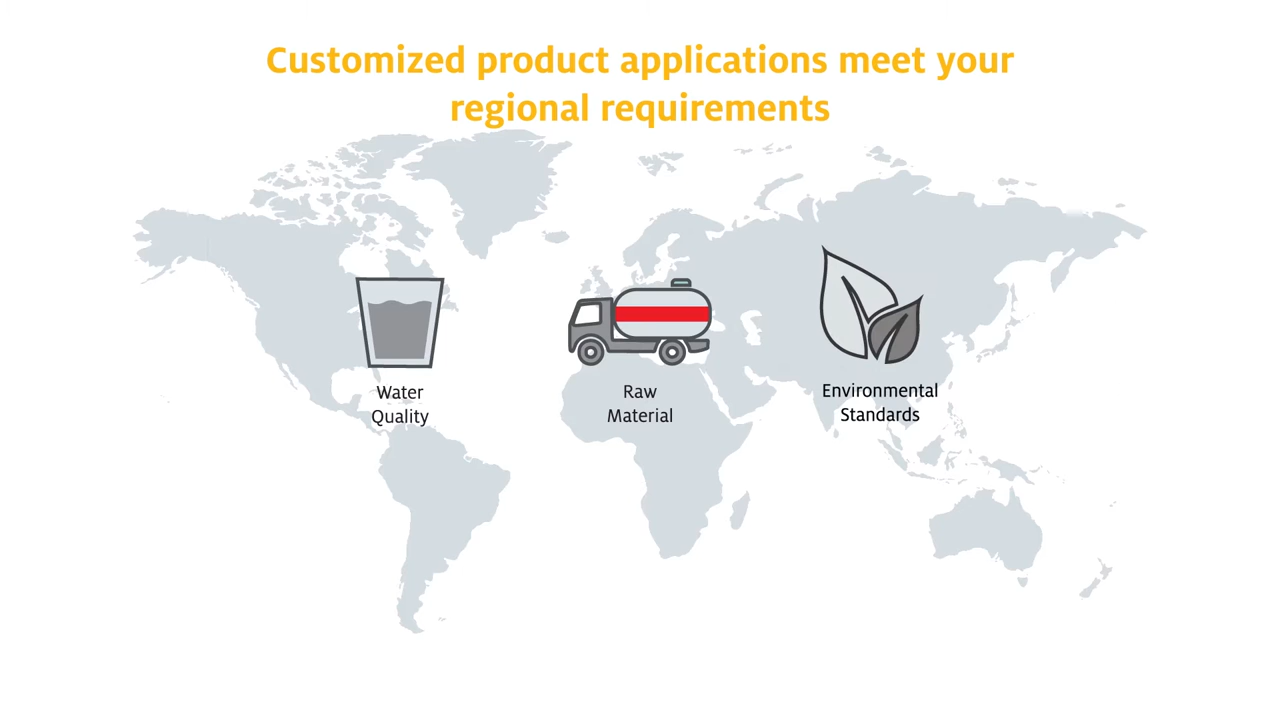 Customized product applications meet your
regional requirements
Water
Quality
Raw
Material
Environmental
Standards